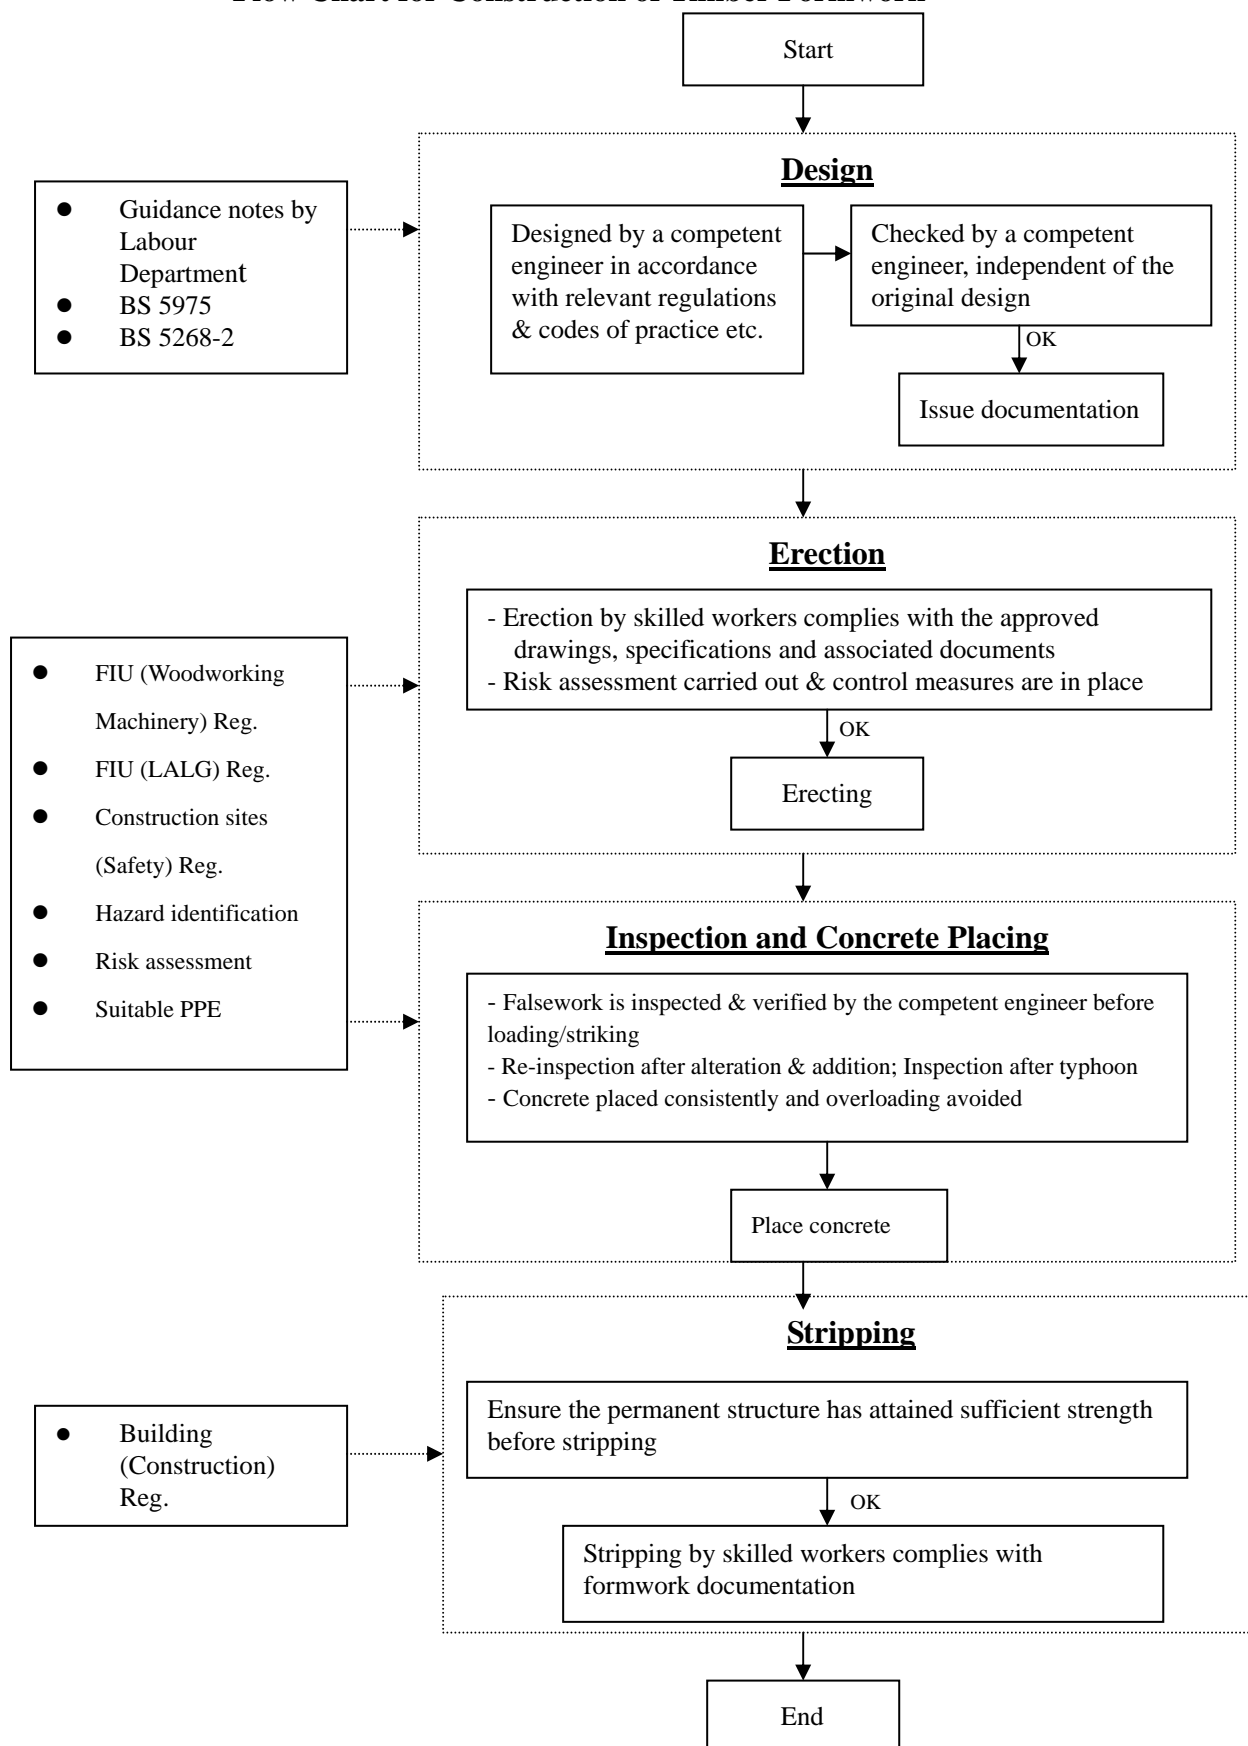 Flow Chart for Construction of Timber Formwork
Start
Design
● Guidance notes by
Labour
Department
● BS 5975
● BS 5268-2
Designed by a competent
engineer in accordance
with relevant regulations
& codes of practice etc.
Checked by a competent
engineer, independent of the
original design
OK
Issue documentation
Erection
- Erection by skilled workers complies with the approved
drawings, specifications and associated documents
- Risk assessment carried out & control measures are in place
OK
Erecting
● FIU (Woodworking
Machinery) Reg.
● FIU (LALG) Reg.
● Construction sites
(Safety) Reg.
● Hazard identification
● Risk assessment
● Suitable PPE
Inspection and Concrete Placing
- Falsework is inspected & verified by the competent engineer before
loading/striking
- Re-inspection after alteration & addition; Inspection after typhoon
- Concrete placed consistently and overloading avoided
Place concrete
Stripping
● Building
(Construction)
Reg.
Ensure the permanent structure has attained sufficient strength
before stripping
OK
Stripping by skilled workers complies with
formwork documentation
End